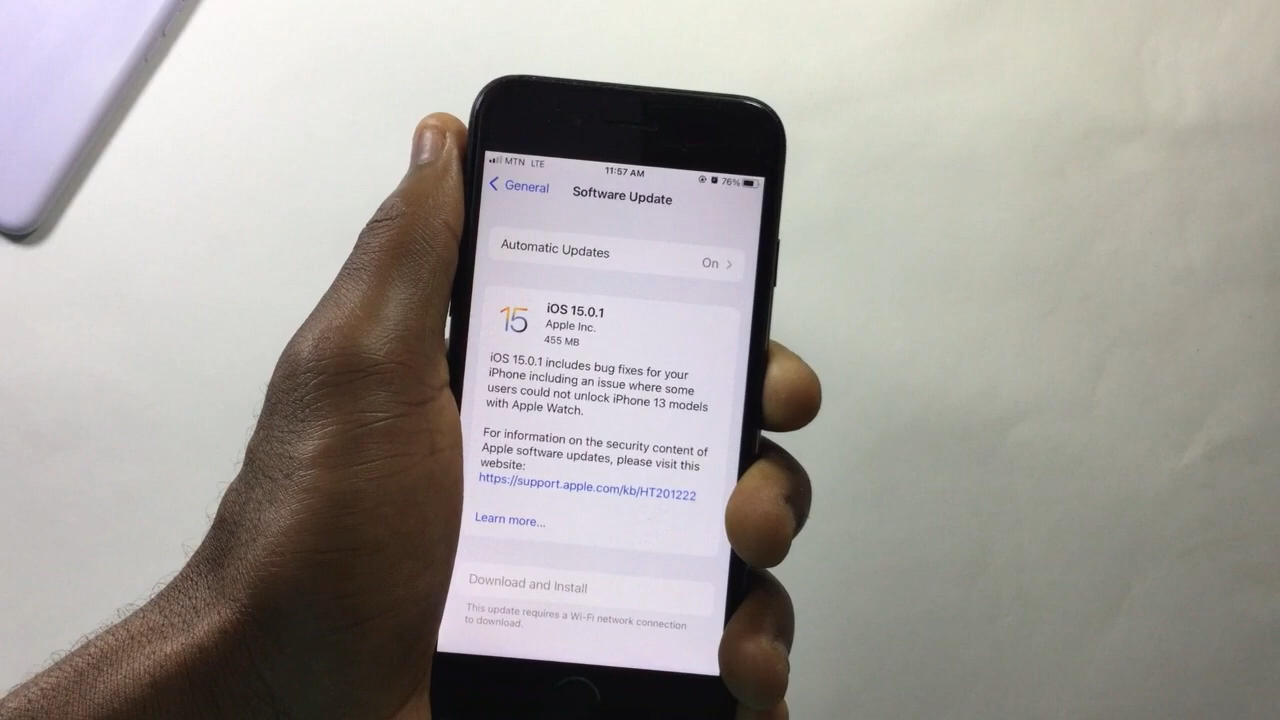 MTN LTE 11:57 AM 76%
General Software Update
Automatic Updates On
15 iOS 15.0.1
Apple Inc.
455 MB
iOS 15.0.1 includes bug fixes for your
iPhone including an issue where some
users could not unlock iPhone 13 models
with Apple Watch.
For information on the security content of
Apple software updates, please visit this
website:
https://support.apple.com/kb/HT201222
Learn more...
Download and Install
This update requires a Wi-Fi network connection
to download.